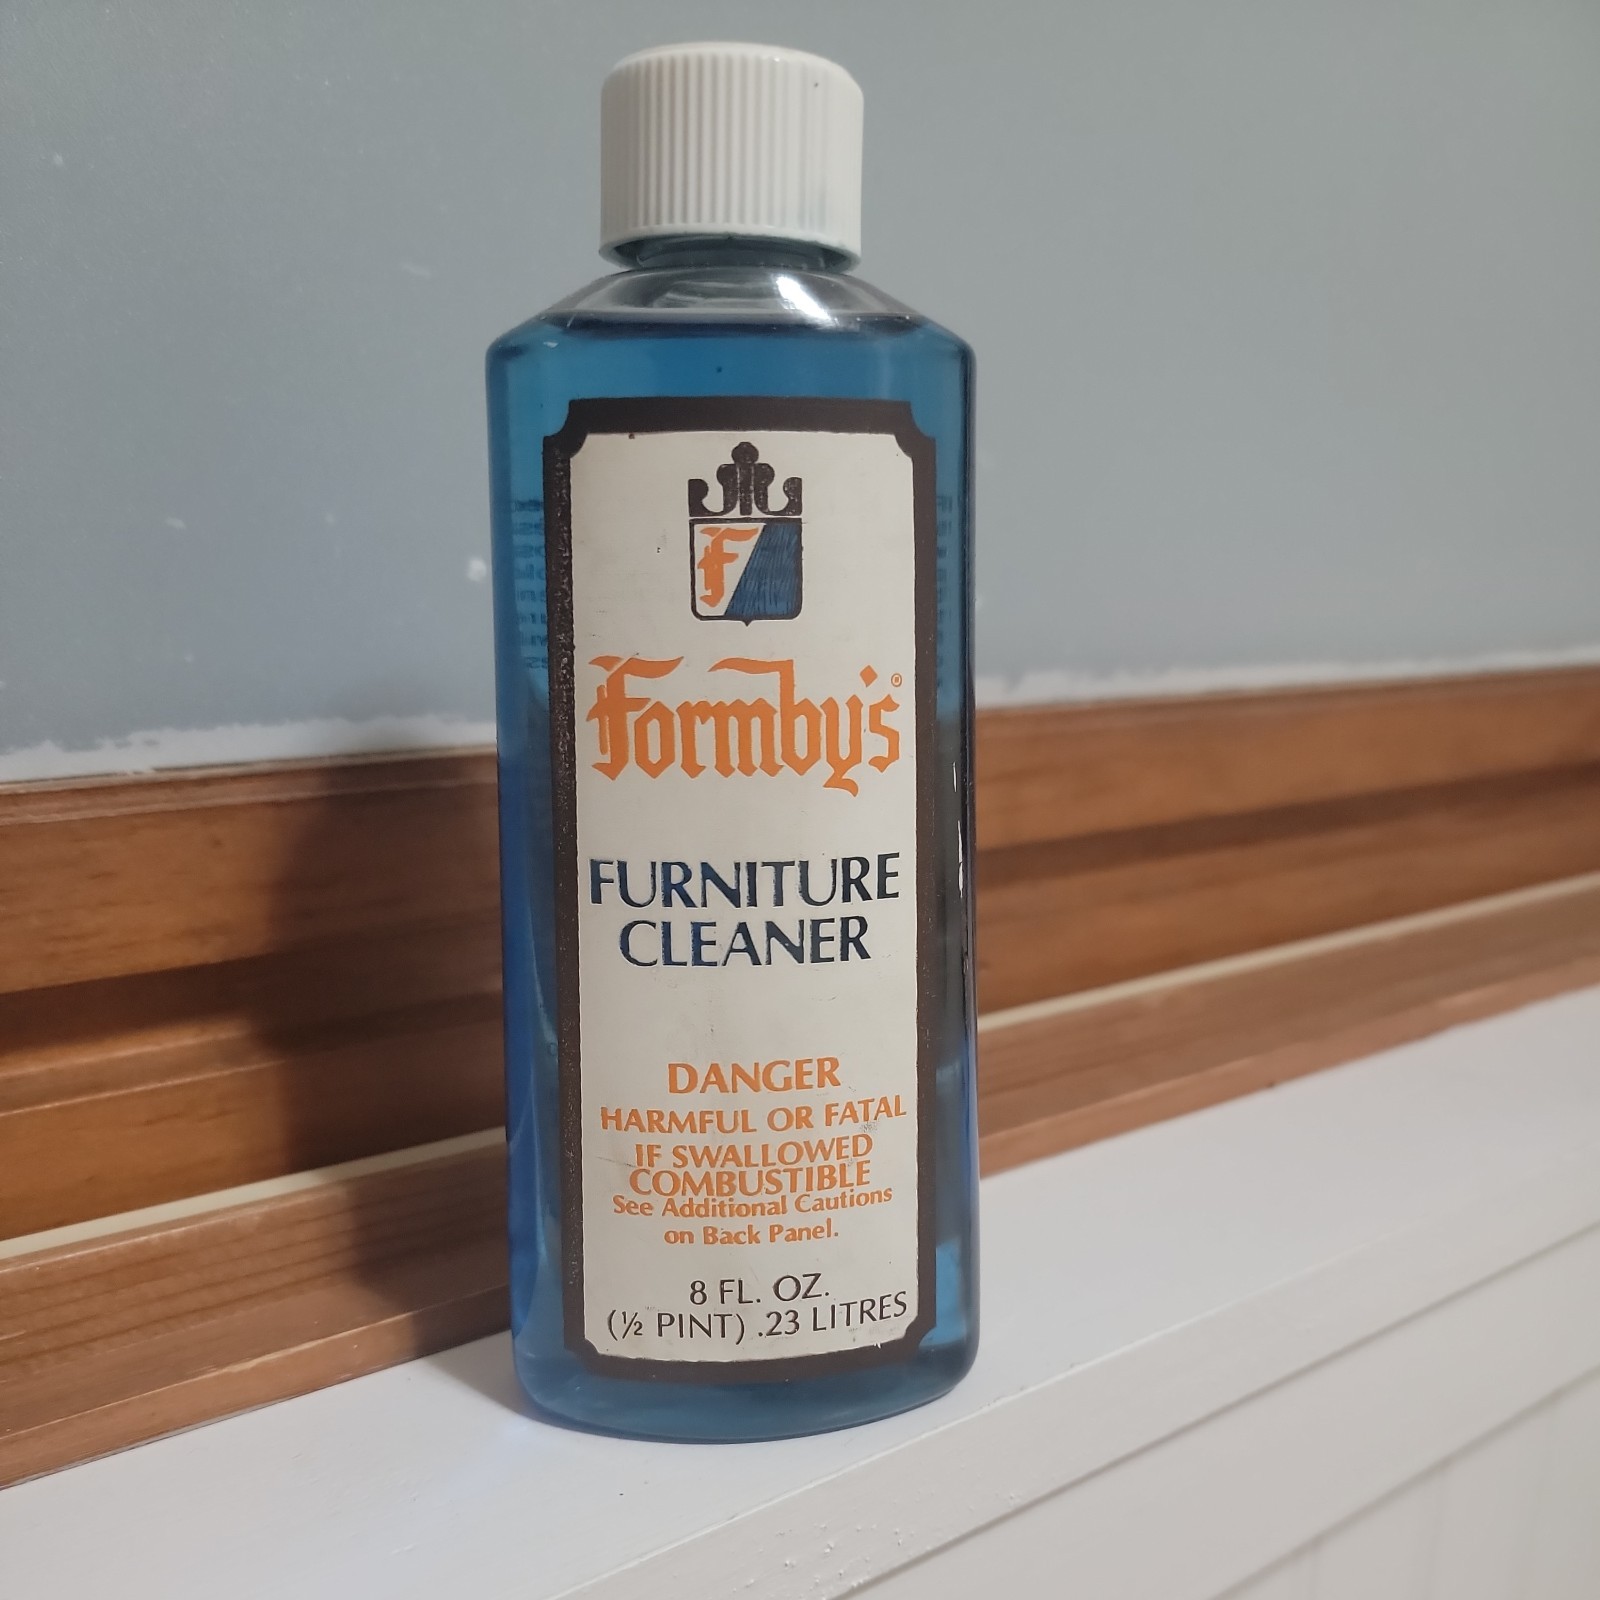 F
Formby's®
FURNITURE
CLEANER
DANGER
HARMFUL OR FATAL
IF SWALLOWED
COMBUSTIBLE
See Additional Cautions
on Back Panel.
8 FL. OZ.
(½ PINT) .23 LITRES